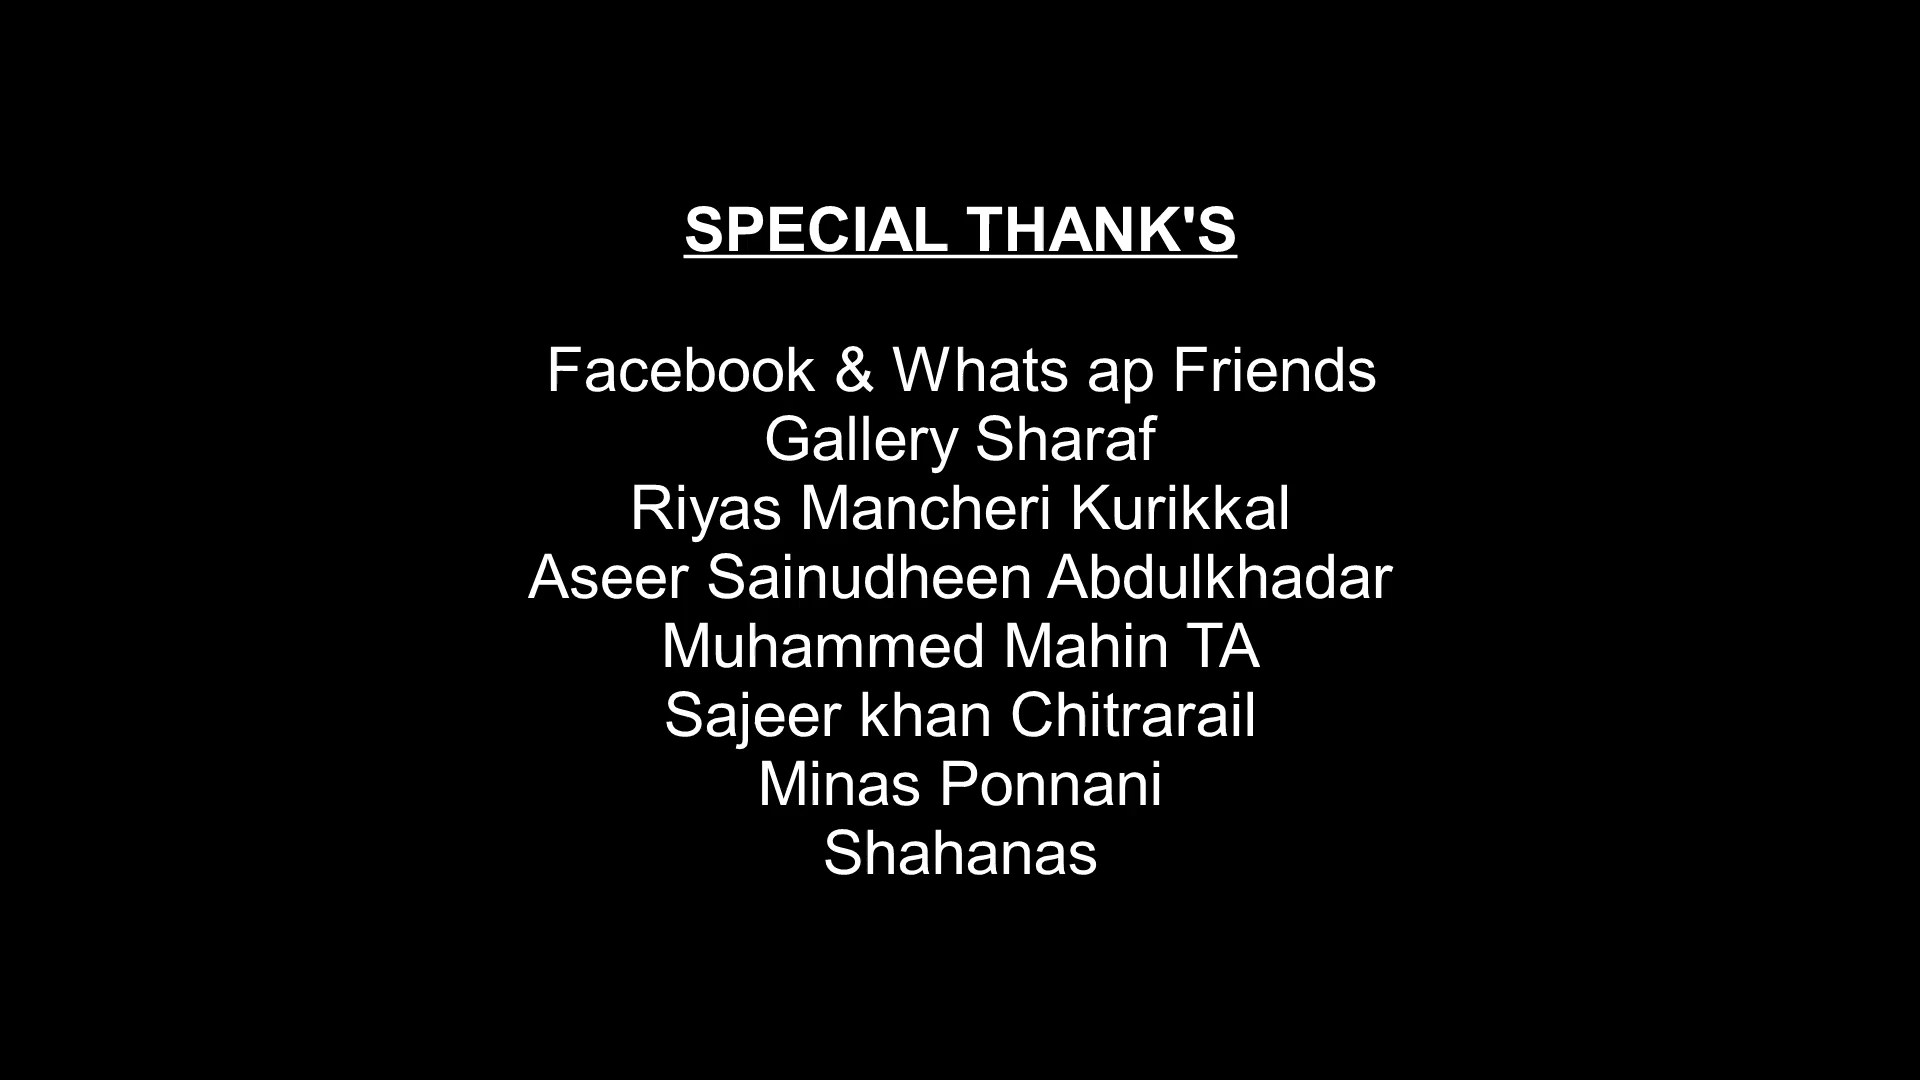 SPECIAL THANK'S
Facebook & Whats ap Friends
Gallery Sharaf
Riyas Mancheri Kurikkal
Aseer Sainudheen Abdulkhadar
Muhammed Mahin TA
Sajeer khan Chitrarail
Minas Ponnani
Shahanas